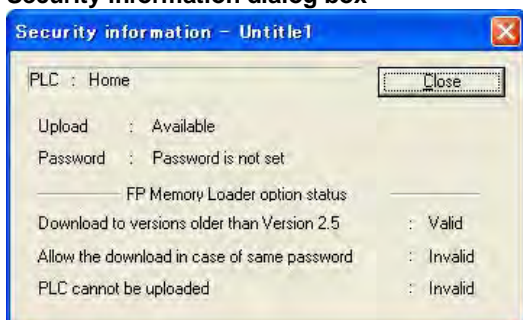 Security information dialog box
Security information - Untitle1
PLC : Home
Close
Upload : Available
Password : Password is not set
FP Memory Loader option status
Download to versions older than Version 2.5 : Valid
Allow the download in case of same password : Invalid
PLC cannot be uploaded : Invalid